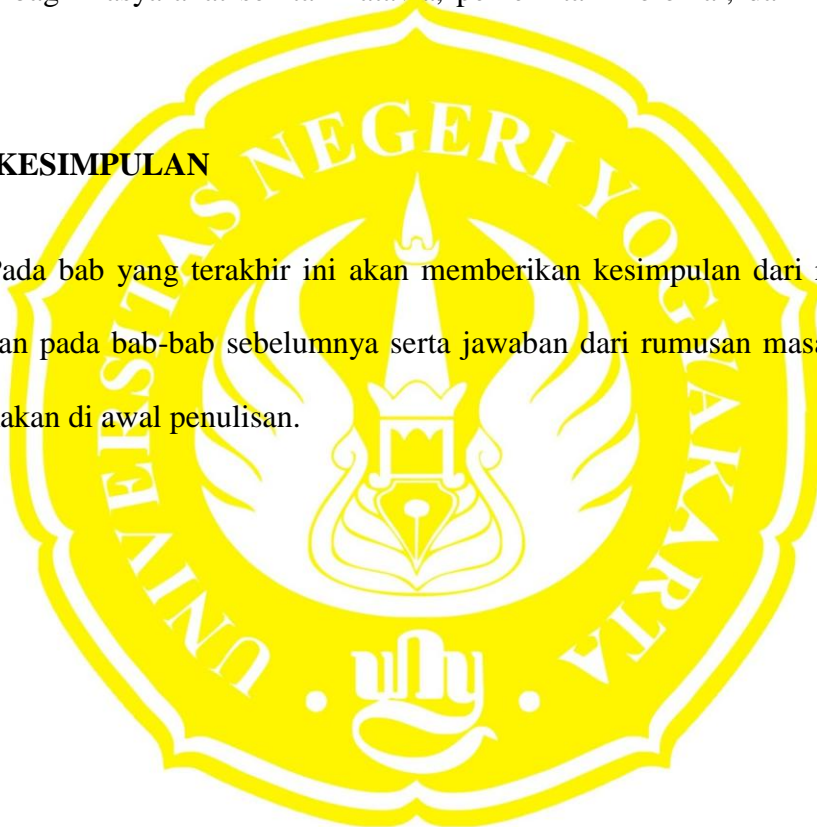 KESIMPULAN
Pada bab yang terakhir ini akan memberikan kesimpulan dari
an pada bab-bab sebelumnya serta jawaban dari rumusan masa
akan di awal penulisan.
UNIVERSITAS NEGERI YOGYAKARTA
uny